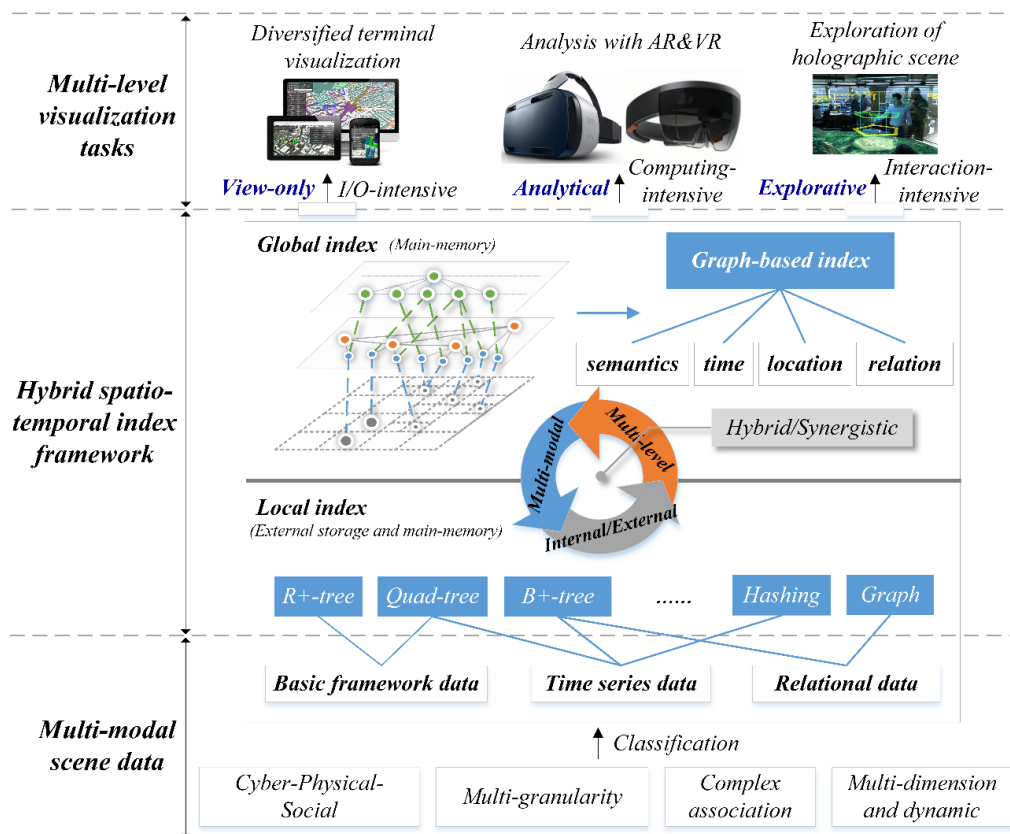 Multi-level
visualization
tasks
Diversified terminal
visualization
Analysis with AR&VR
Exploration of
holographic scene
View-only
I/O-intensive
Analytical
Computing-
intensive
Explorative
Interaction-
intensive
Hybrid spatio-
temporal index
framework
Global index (Main-memory)
Graph-based index
semantics
time
location
relation
Multi-modal
Multi-level
Internal/External
Hybrid/Synergistic
Local index
(External storage and main-memory)
R+-tree
Quad-tree
B+-tree
......
Hashing
Graph
Multi-modal
scene data
Basic framework data
Time series data
Relational data
Classification
Cyber-Physical-
Social
Multi-granularity
Complex
association
Multi-dimension
and dynamic